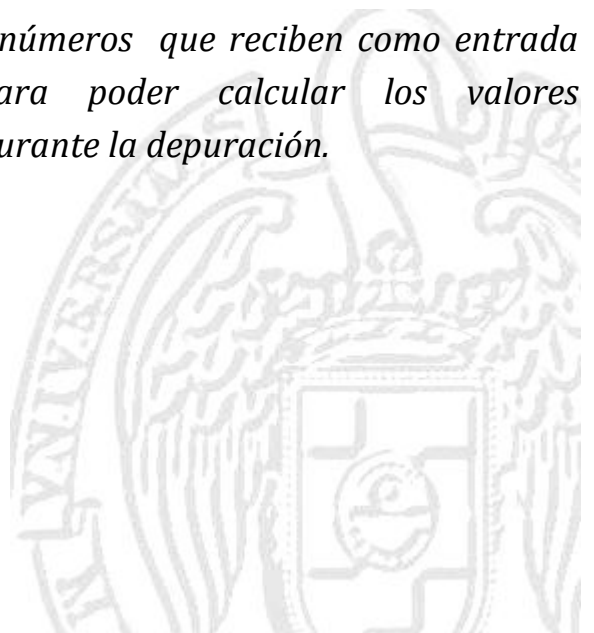 números que reciben como entrada
ara poder calcular los valores
urante la depuración.